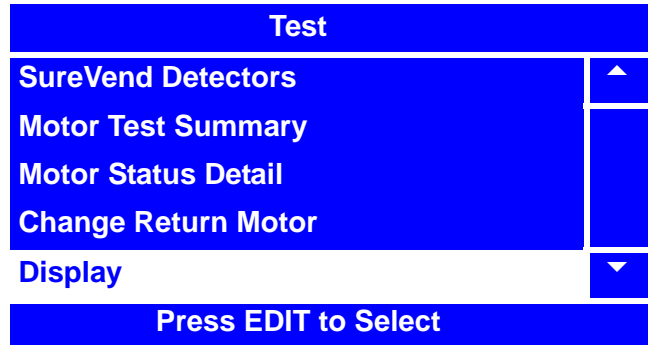 Test
SureVend Detectors
Motor Test Summary
Motor Status Detail
Change Return Motor
Display
Press EDIT to Select